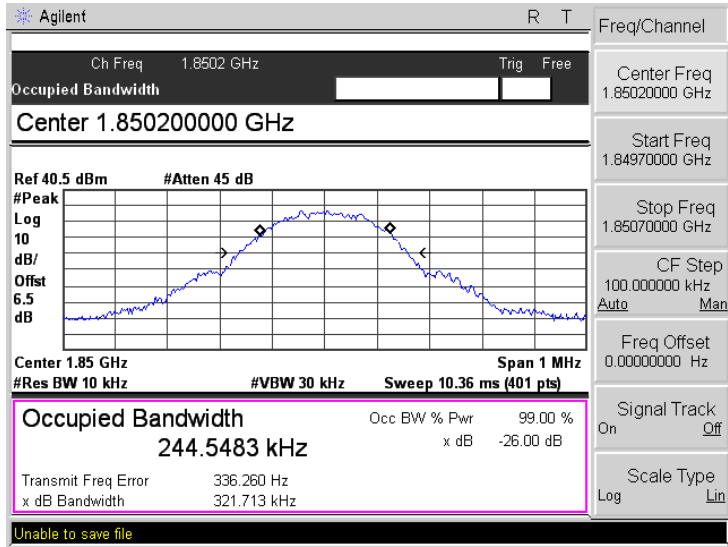 Agilent R T
Ch Freq 1.8502 GHz Trig Free
Occupied Bandwidth
Center 1.850200000 GHz
Ref 40.5 dBm #Atten 45 dB
#Peak
Log
10
dB/
Offst
6.5
dB
Center 1.85 GHz Span 1 MHz
#Res BW 10 kHz #VBW 30 kHz Sweep 10.36 ms (401 pts)
Occupied Bandwidth
244.5483 kHz
Occ BW % Pwr 99.00 %
x dB -26.00 dB
Transmit Freq Error 336.260 Hz
x dB Bandwidth 321.713 kHz
Unable to save file
Freq/Channel
Center Freq
1.85020000 GHz
Start Freq
1.84970000 GHz
Stop Freq
1.85070000 GHz
CF Step
100.000000 kHz
Auto Man
Freq Offset
0.00000000 Hz
Signal Track
On Off
Scale Type
Log Lin